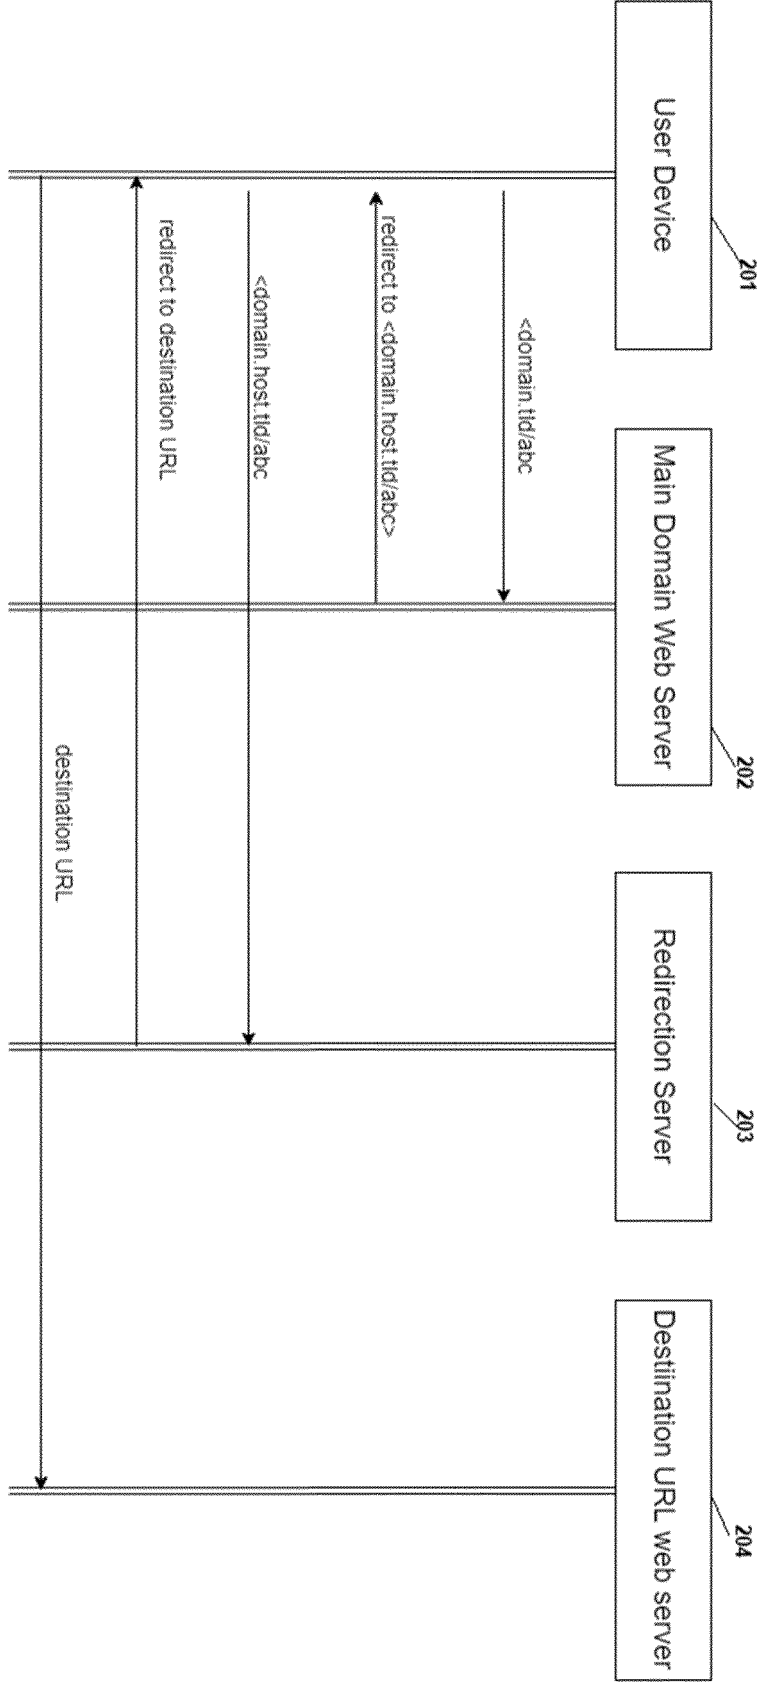 201
202
203
204
User Device
Main Domain Web Server
Redirection Server
Destiination URL web server
<domain.tld/abc
redirect to <domain.host.tld/abc>
<domain.host.tld/abc
redirect to destination URL
destination URL